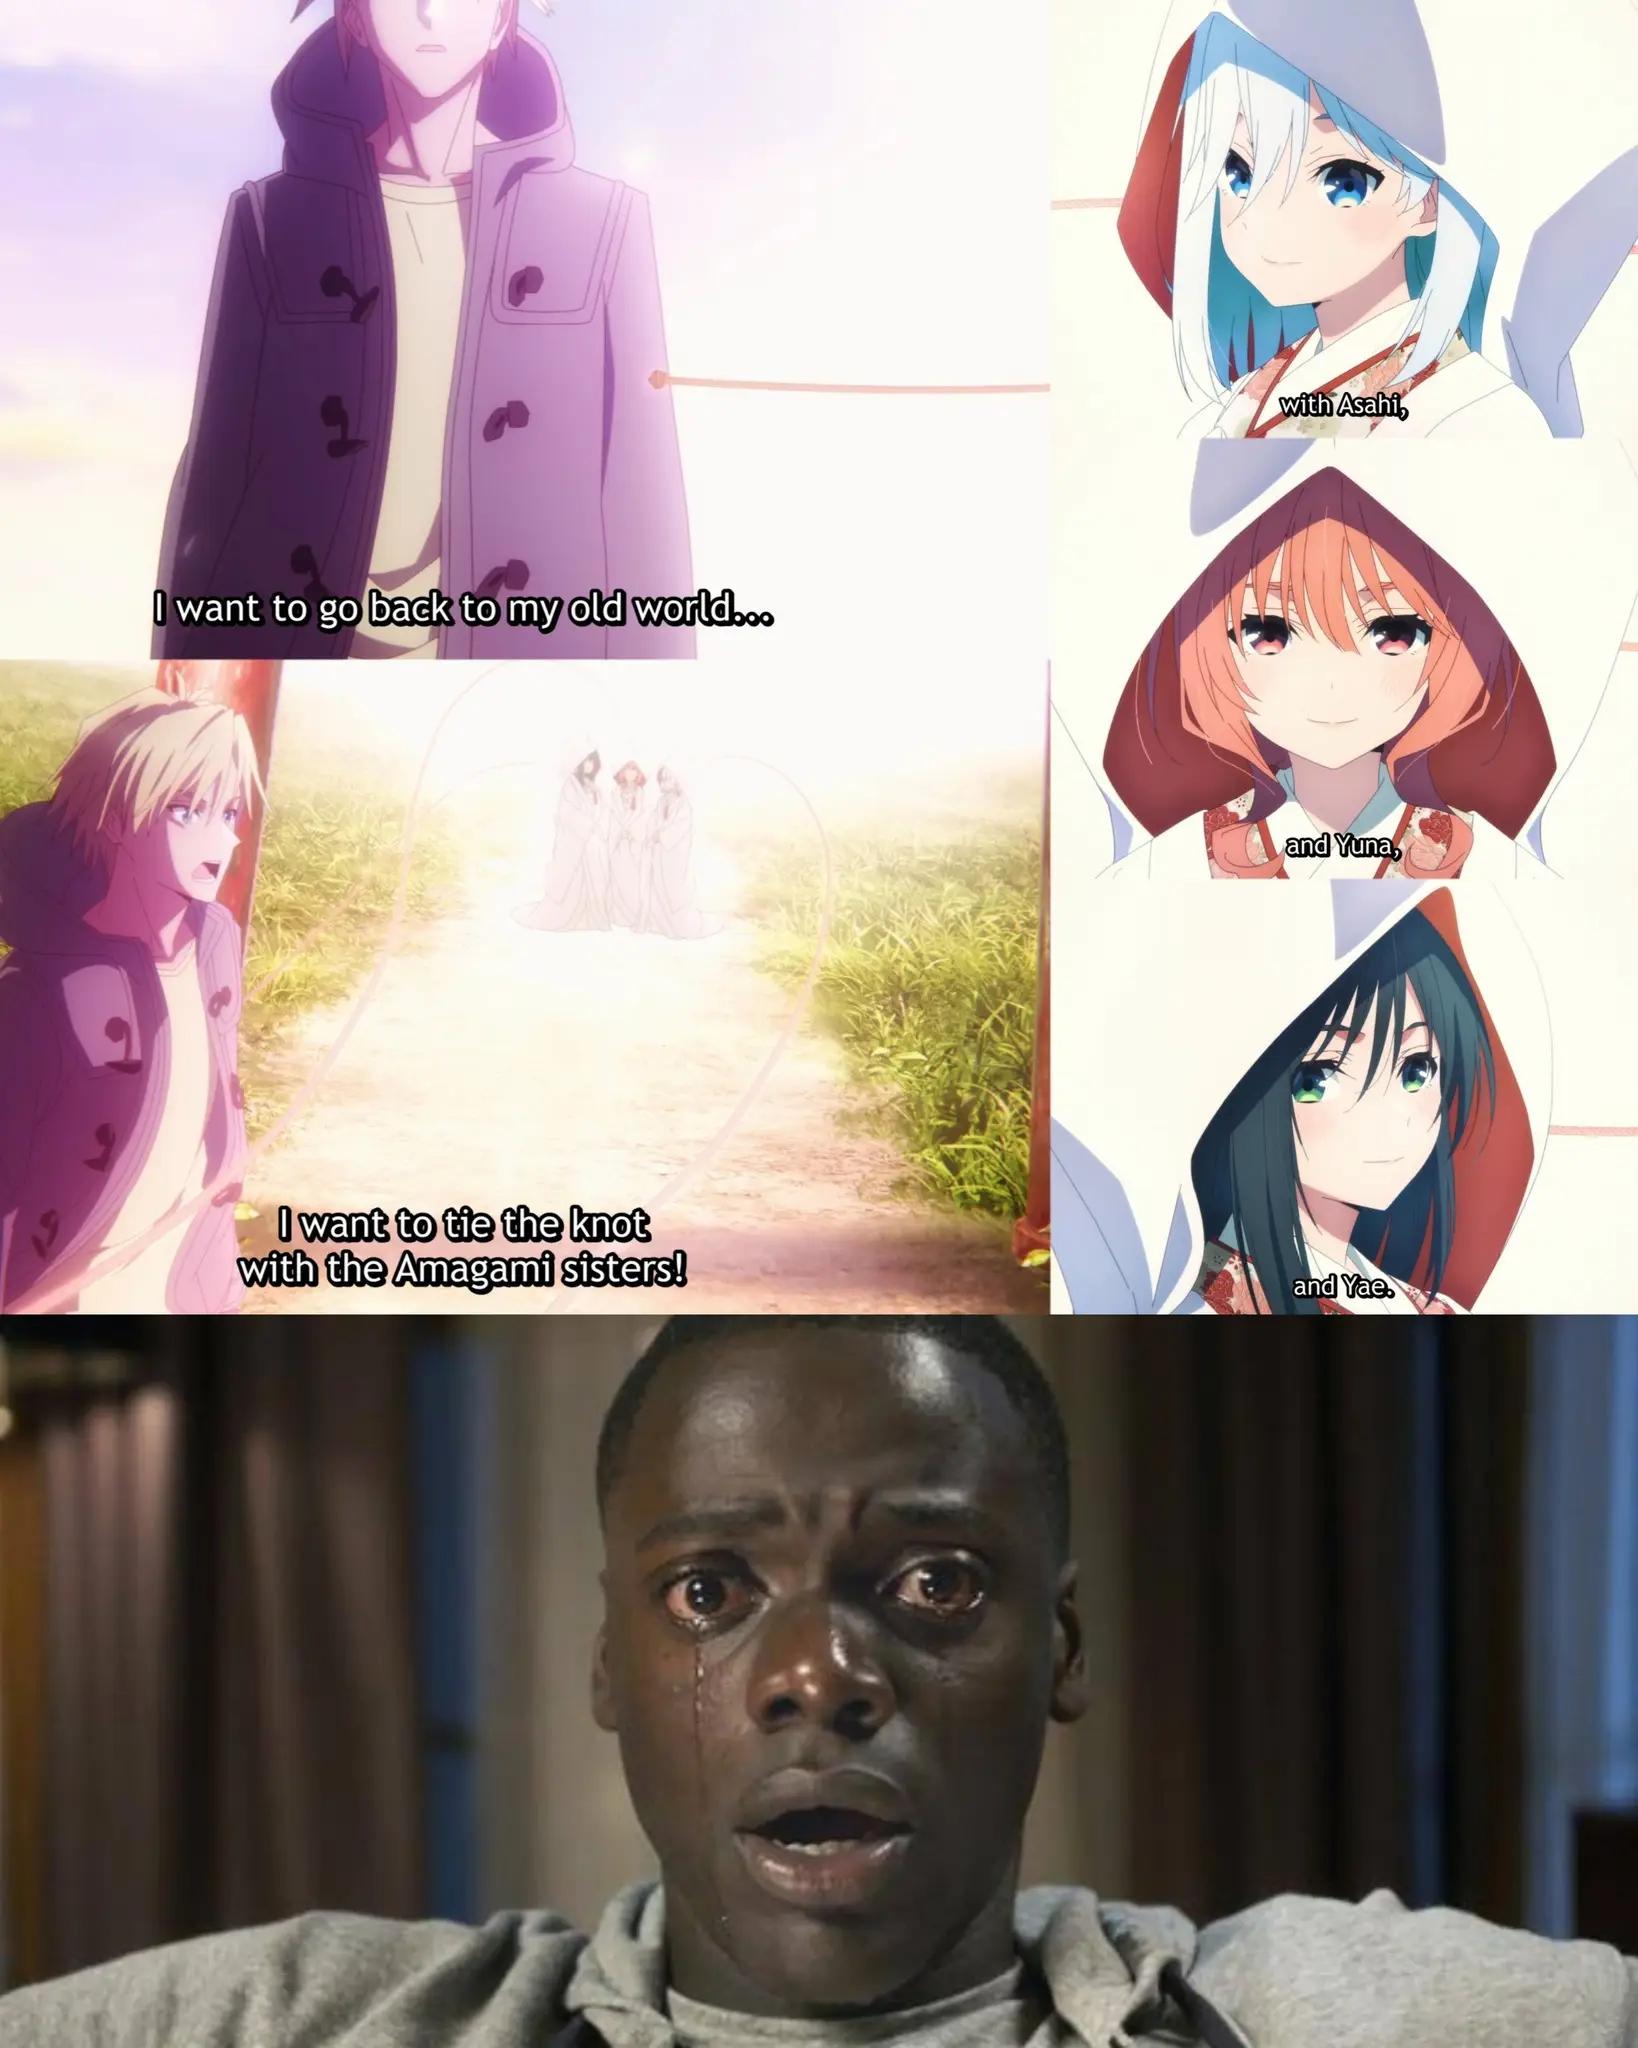 I want to go back to my old world...
with Asahi,
and Yuna,
and Yae.
I want to tie the knot
with the Amagami sisters!